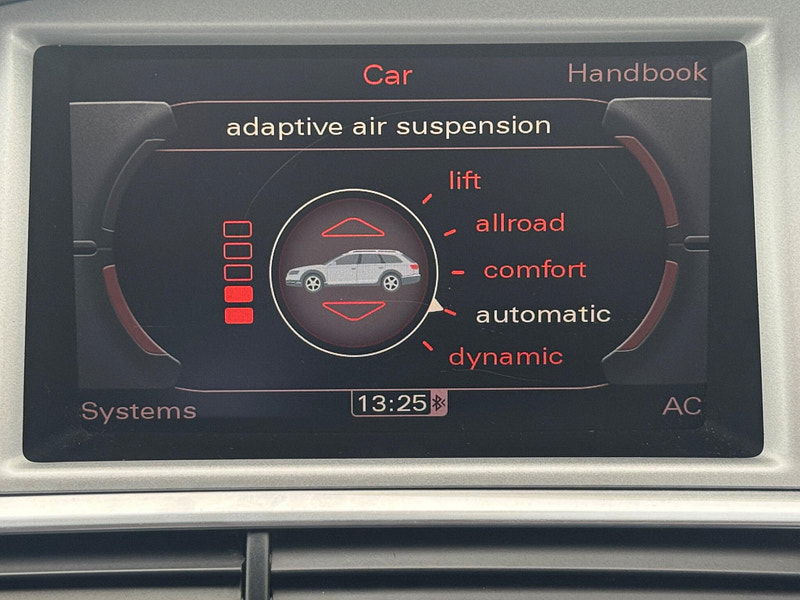 Car
Handbook
adaptive air suspension
lift
allroad
comfort
automatic
dynamic
Systems
13:25
AC